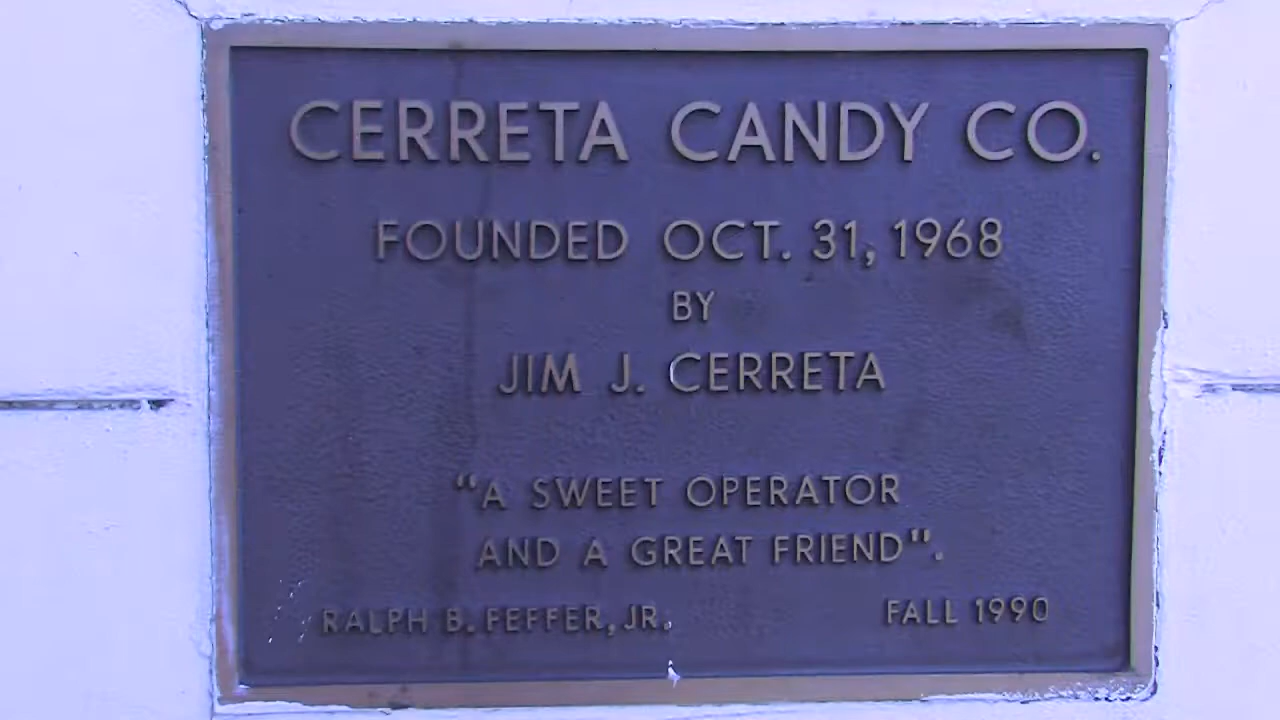 CERRETA CANDY CO.
FOUNDED OCT. 31, 1968
BY
JIM J. CERRETA
"A SWEET OPERATOR
AND A GREAT FRIEND".
RALPH B. FEFFER, JR. FALL 1990